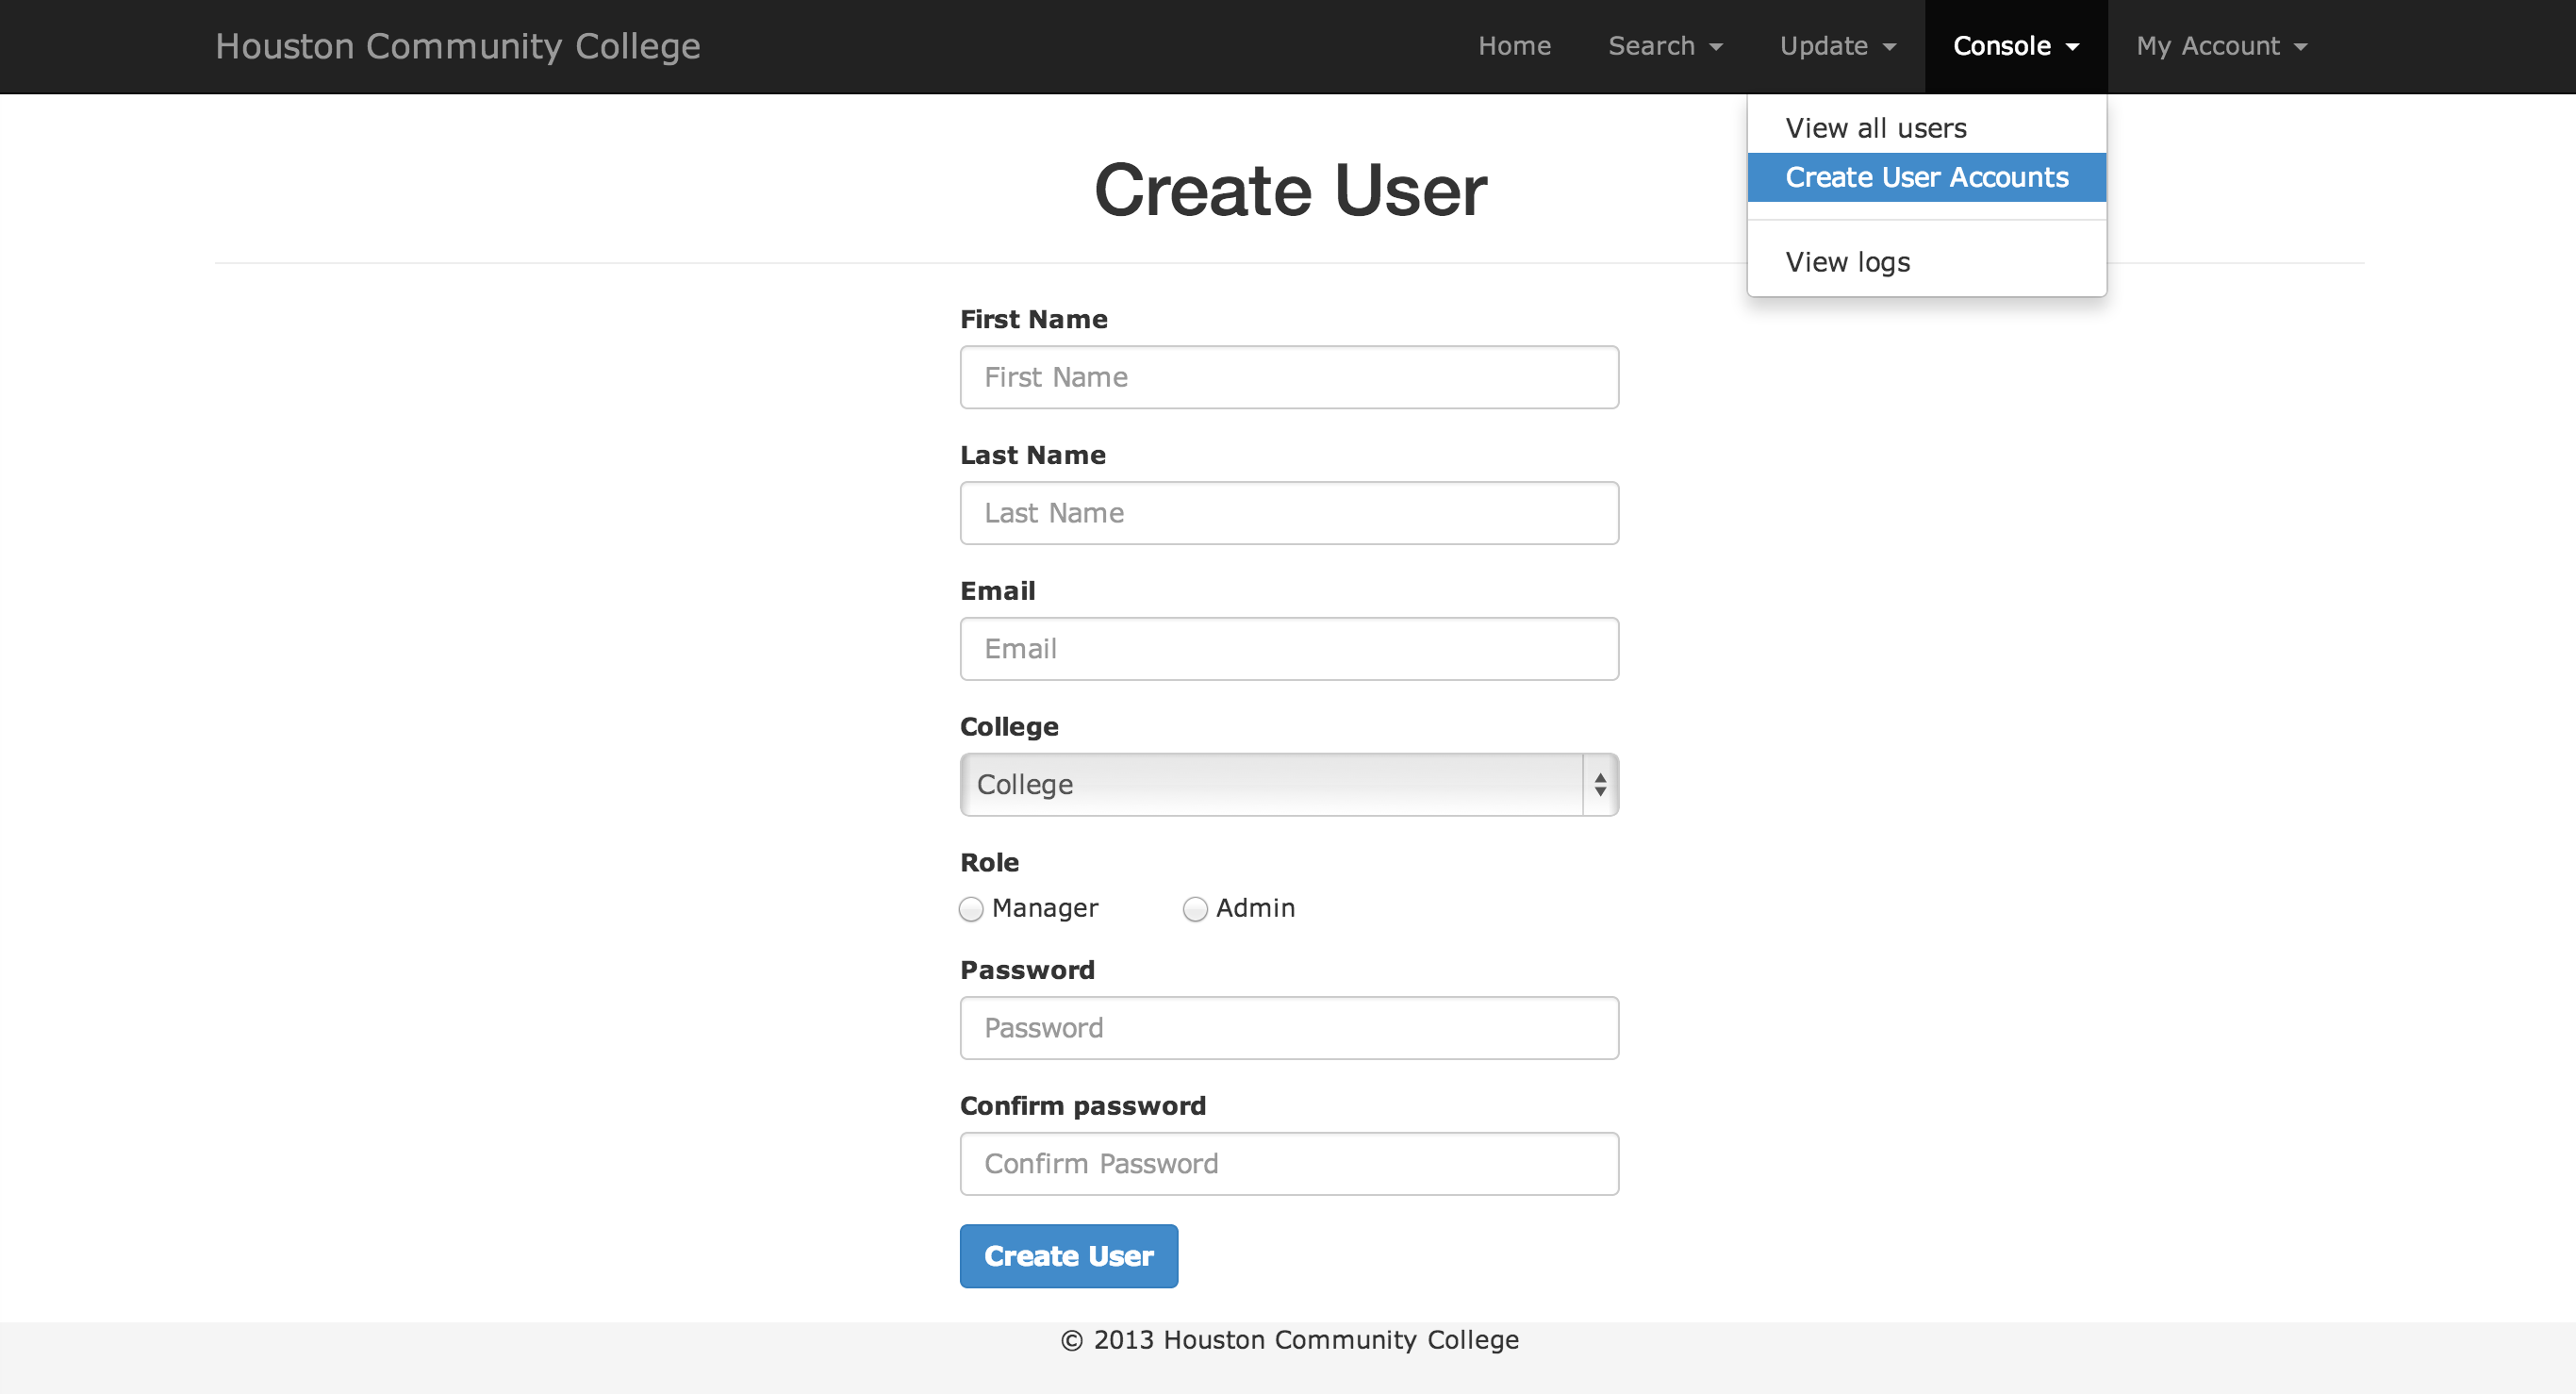 Houston Community College
Home Search Update Console My Account
View all users
Create User Accounts
View logs
Create User
First Name
First Name
Last Name
Last Name
Email
Email
College
College
Role
Manager Admin
Password
Password
Confirm password
Confirm Password
Create User
© 2013 Houston Community College